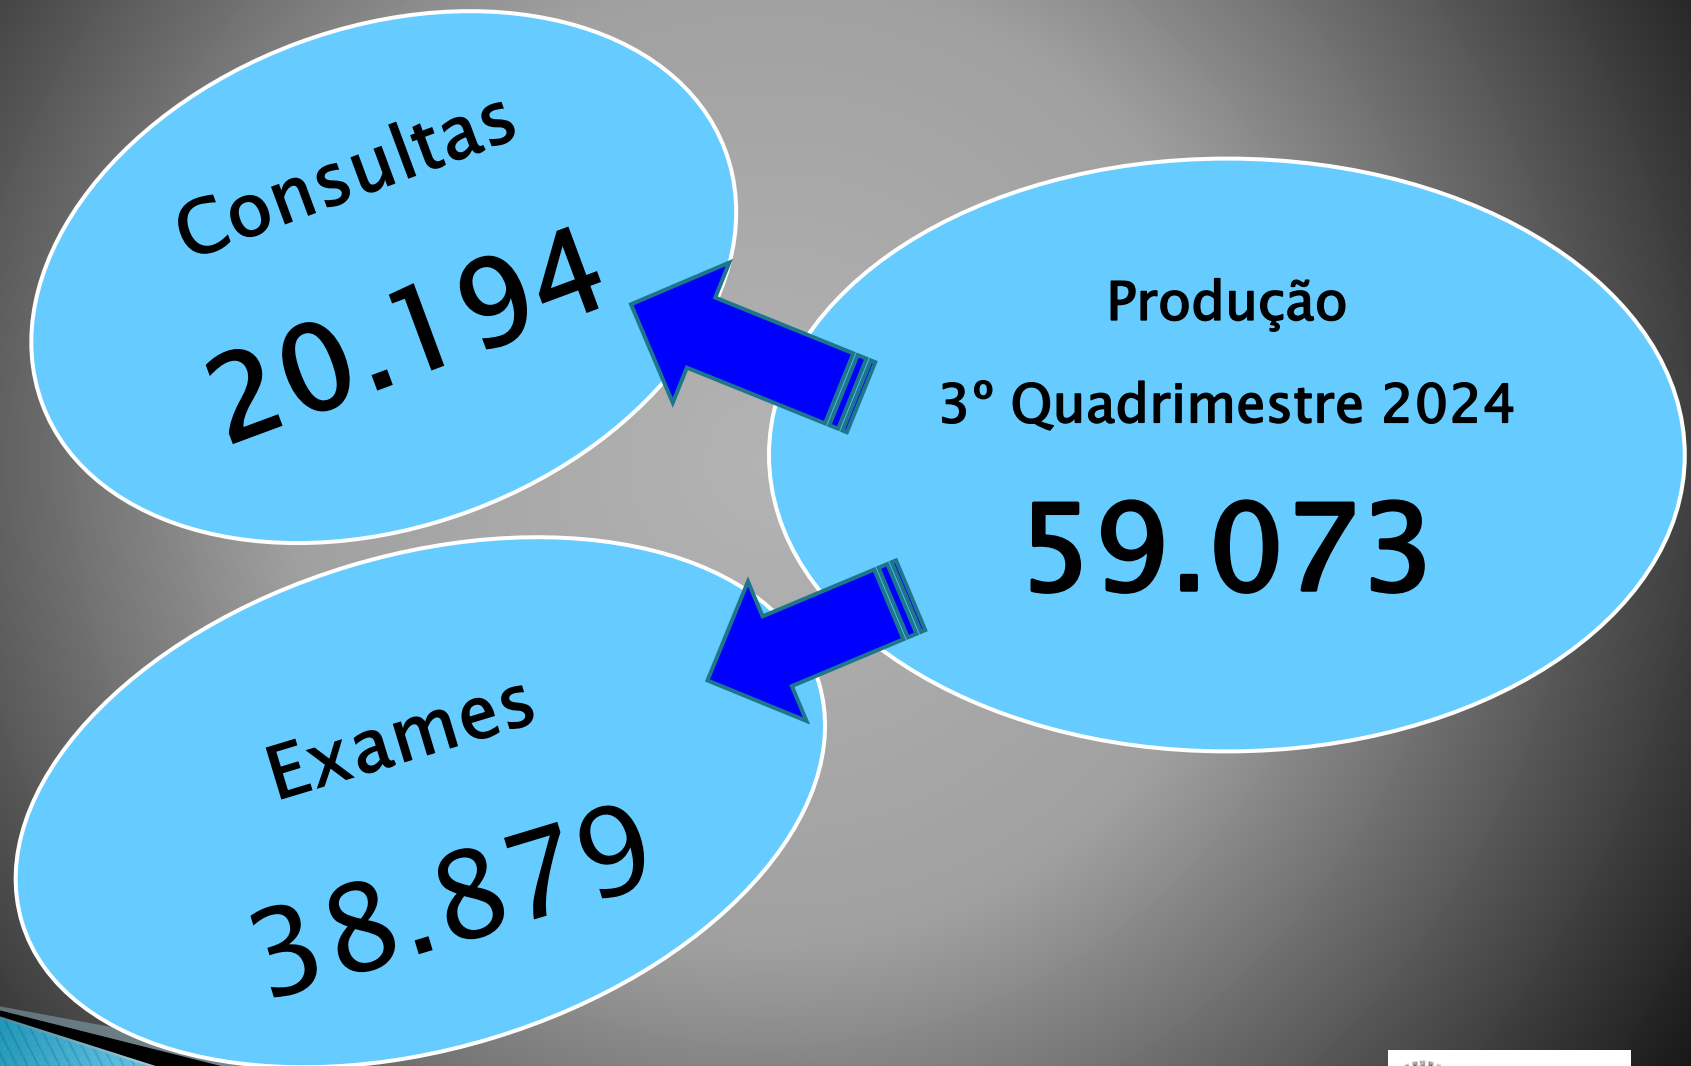 Consultas
20.194
Produção
3º Quadrimestre 2024
59.073
Exames
38.879